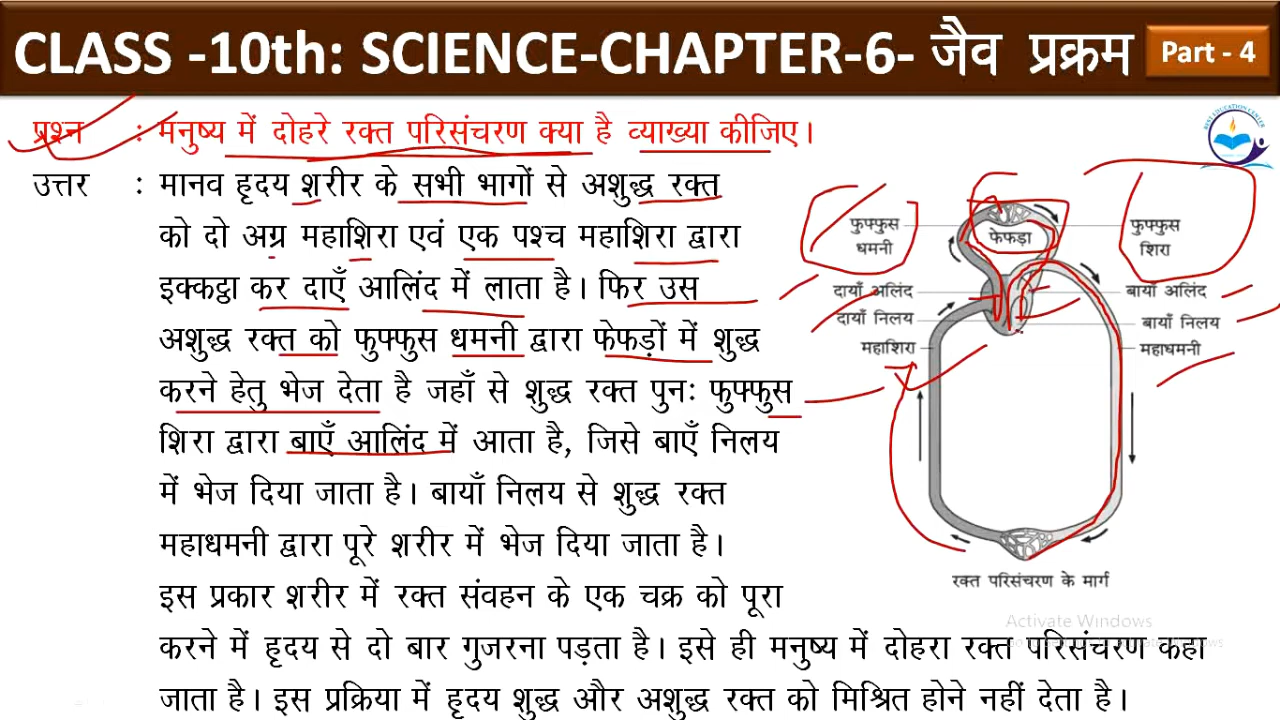 CLASS -10th: SCIENCE-CHAPTER-6- जैव प्रक्रम
Part - 4
प्रश्न : मनुष्य में दोहरे रक्त परिसंचरण क्या है व्याख्या कीजिए।
उत्तर : मानव हृदय शरीर के सभी भागों से अशुद्ध रक्त
को दो अग्र महाशिरा एवं एक पश्च महाशिरा द्वारा
इक्कट्ठा कर दाएँ आलिंद में लाता है। फिर उस
अशुद्ध रक्त को फुफ्फुस धमनी द्वारा फेफड़ों में शुद्ध
करने हेतु भेज देता है जहाँ से शुद्ध रक्त पुनः फुफ्फुस
शिरा द्वारा बाएँ आलिंद में आता है, जिसे बाएँ निलय
में भेज दिया जाता है। बायाँ निलय से शुद्ध रक्त
महाधमनी द्वारा पूरे शरीर में भेज दिया जाता है।
इस प्रकार शरीर में रक्त संवहन के एक चक्र को पूरा
करने में हृदय से दो बार गुजरना पड़ता है। इसे ही मनुष्य में दोहरा रक्त परिसंचरण कहा
जाता है। इस प्रक्रिया में हृदय शुद्ध और अशुद्ध रक्त को मिश्रित होने नहीं देता है।
फुफ्फुस
धमनी
फेफड़ा
फुफ्फुस
शिरा
दायाँ अलिंद
बायाँ अलिंद
दायाँ निलय
बायाँ निलय
महाशिरा
महाधमनी
रक्त परिसंचरण के मार्ग
Activate Windows